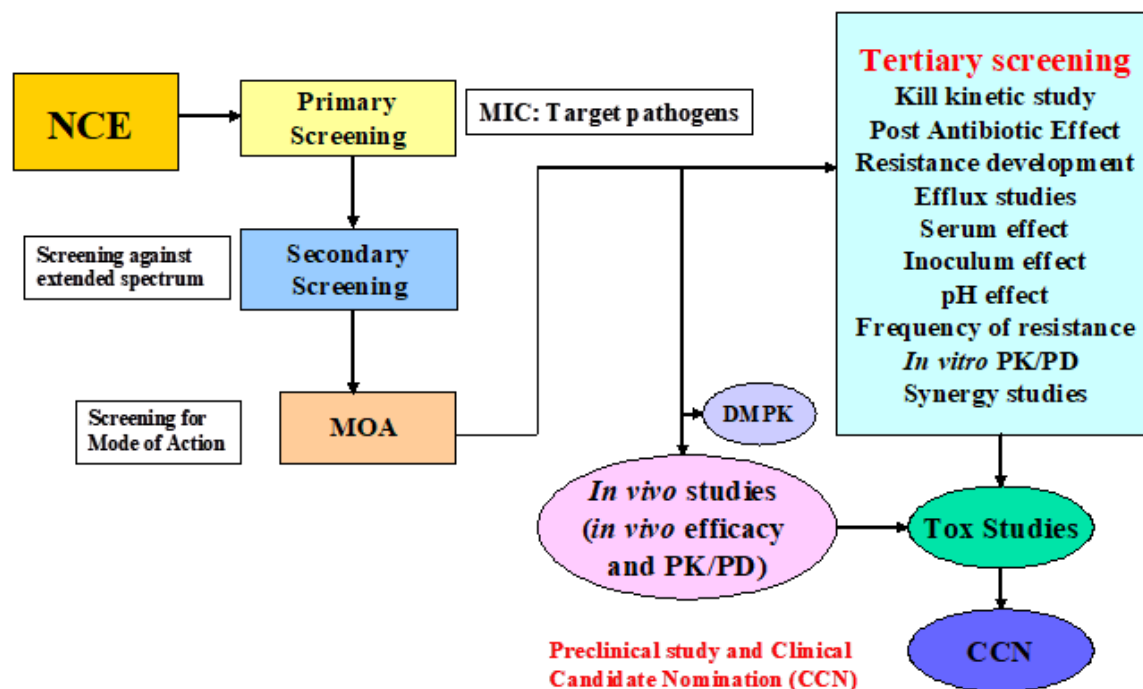 NCE
Primary
Screening
MIC: Target pathogens
Screening against
extended spectrum
Secondary
Screening
Screening for
Mode of Action
MOA
Tertiary screening
Kill kinetic study
Post Antibiotic Effect
Resistance development
Efflux studies
Serum effect
Inoculum effect
pH effect
Frequency of resistance
In vitro PK/PD
Synergy studies
DMPK
In vivo studies
(in vivo efficacy
and PK/PD)
Tox Studies
CCN
Preclinical study and Clinical
Candidate Nomination (CCN)